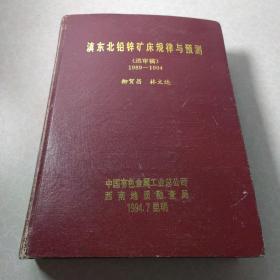 滇东北铅锌矿床规律与预测
(送审稿)
1989—1994
柳贺昌 林文达
中国有色金属工业总公司
西南地质勘查局
1994.7 昆明